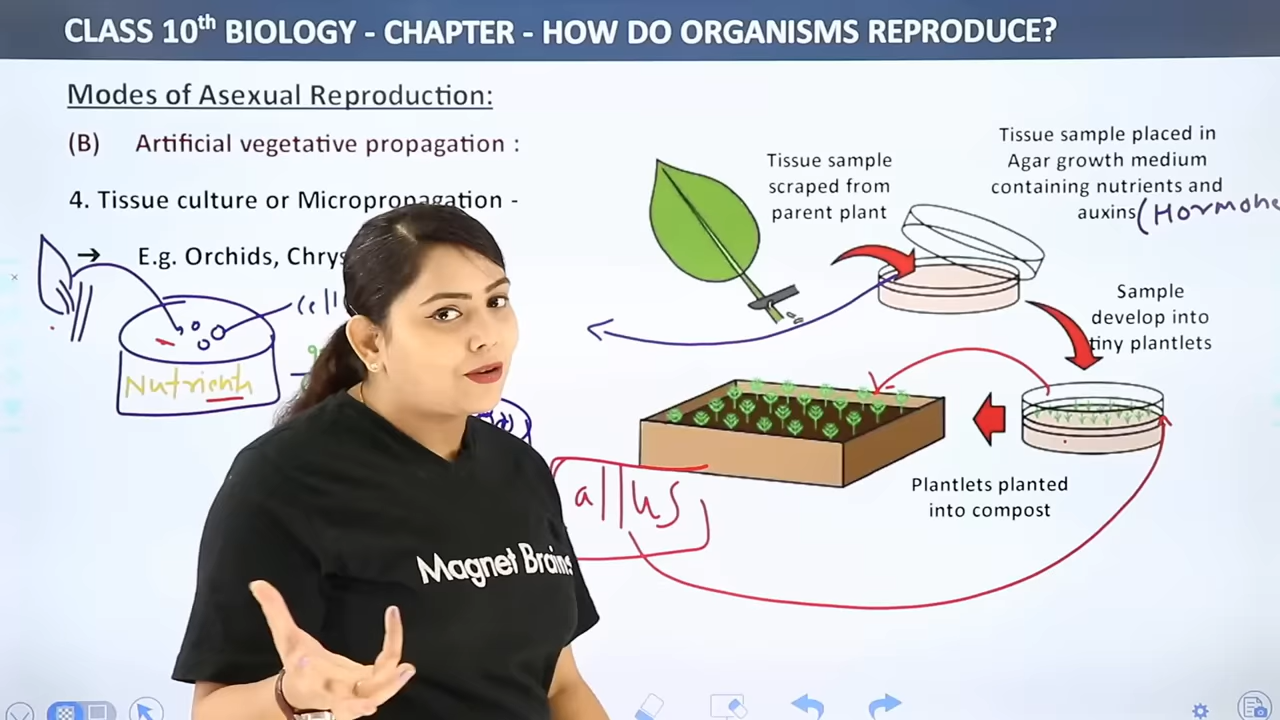 CLASS 10th BIOLOGY - CHAPTER - HOW DO ORGANISMS REPRODUCE?
Modes of Asexual Reproduction:
(B) Artificial vegetative propagation :
4. Tissue culture or Micropropagation -
→ E.g. Orchids, Chrys
Nutrients
cell
allus
Tissue sample
scraped from
parent plant
Tissue sample placed in
Agar growth medium
containing nutrients and
auxins (Hormone
Sample
develop into
tiny plantlets
Plantlets planted
into compost
Magnet Brains